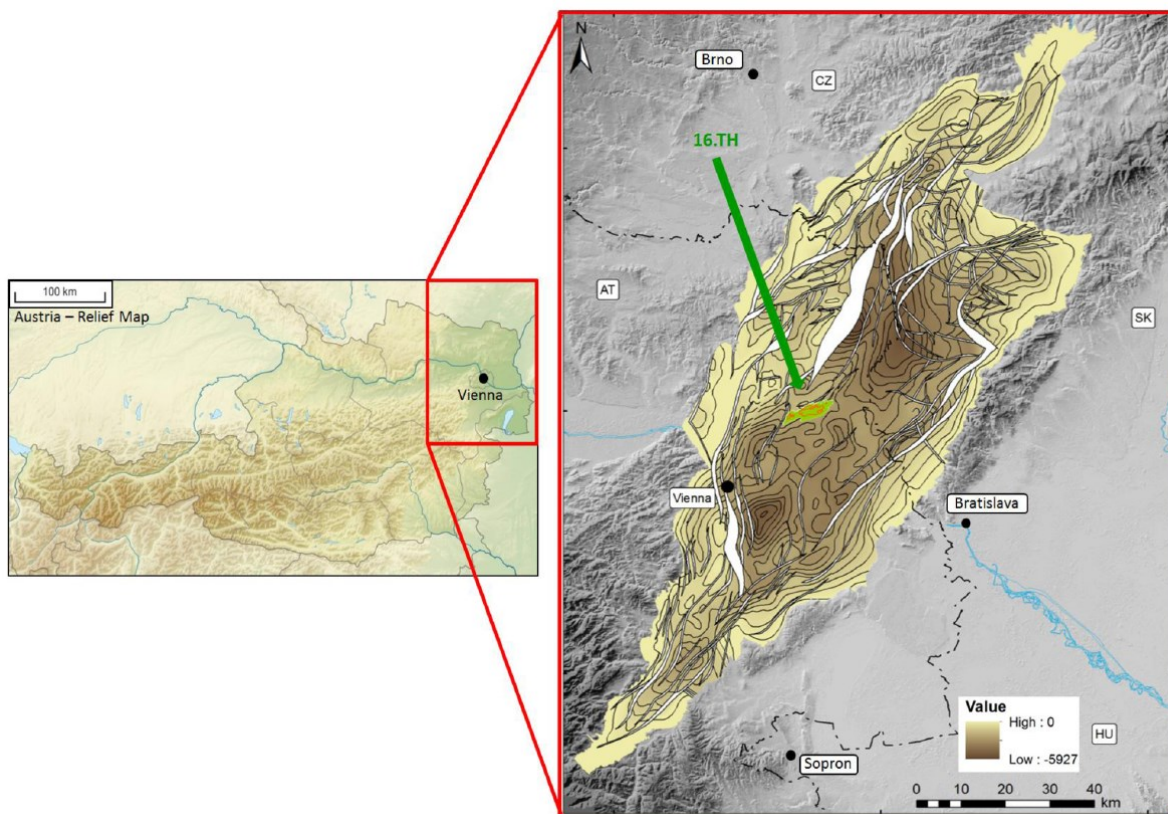 100 km
Austria – Relief Map
Vienna
N
Brno
CZ
16.TH
AT
SK
Vienna
Bratislava
Value
High : 0
Low : -5927
HU
Sopron
0 10 20 30 40
km